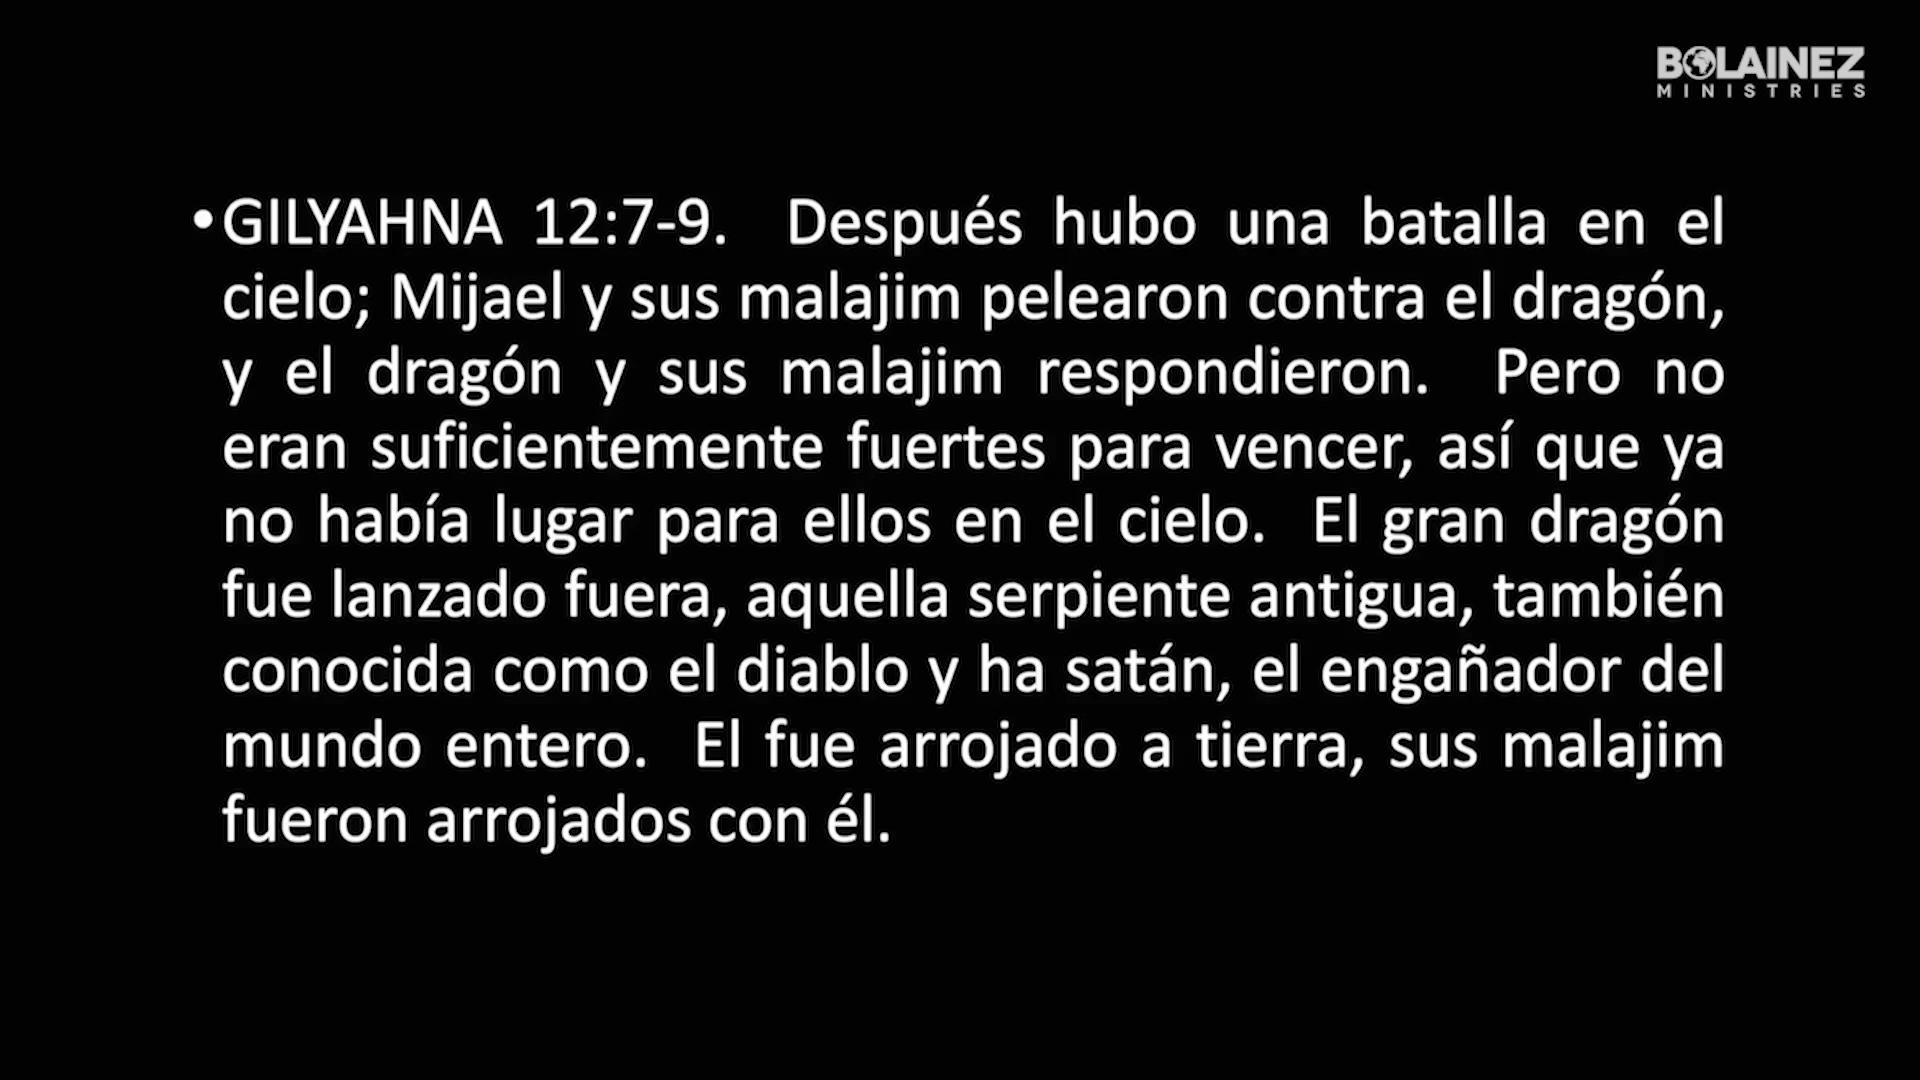 BOLAINEZ
MINISTRIES
•GILYAHNA 12:7-9. Después hubo una batalla en el
cielo; Mijael y sus malajim pelearon contra el dragón,
y el dragón y sus malajim respondieron. Pero no
eran suficientemente fuertes para vencer, así que ya
no había lugar para ellos en el cielo. El gran dragón
fue lanzado fuera, aquella serpiente antigua, también
conocida como el diablo y ha satán, el engañador del
mundo entero. El fue arrojado a tierra, sus malajim
fueron arrojados con él.